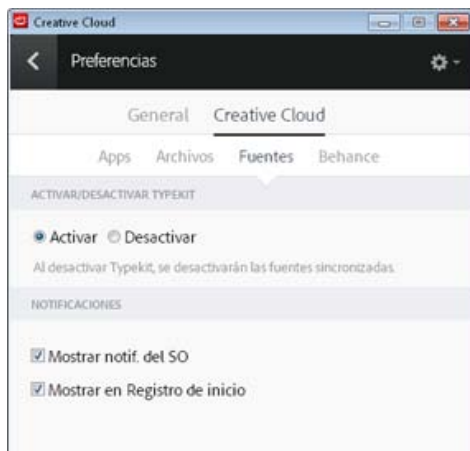 Creative Cloud
Preferencias
General Creative Cloud
Apps Archivos Fuentes Behance
ACTIVAR/DESACTIVAR TYPEKIT
Activar Desactivar
Al desactivar Typekit, se desactivarán las fuentes sincronizadas.
NOTIFICACIONES
Mostrar notif. del SO
Mostrar en Registro de inicio